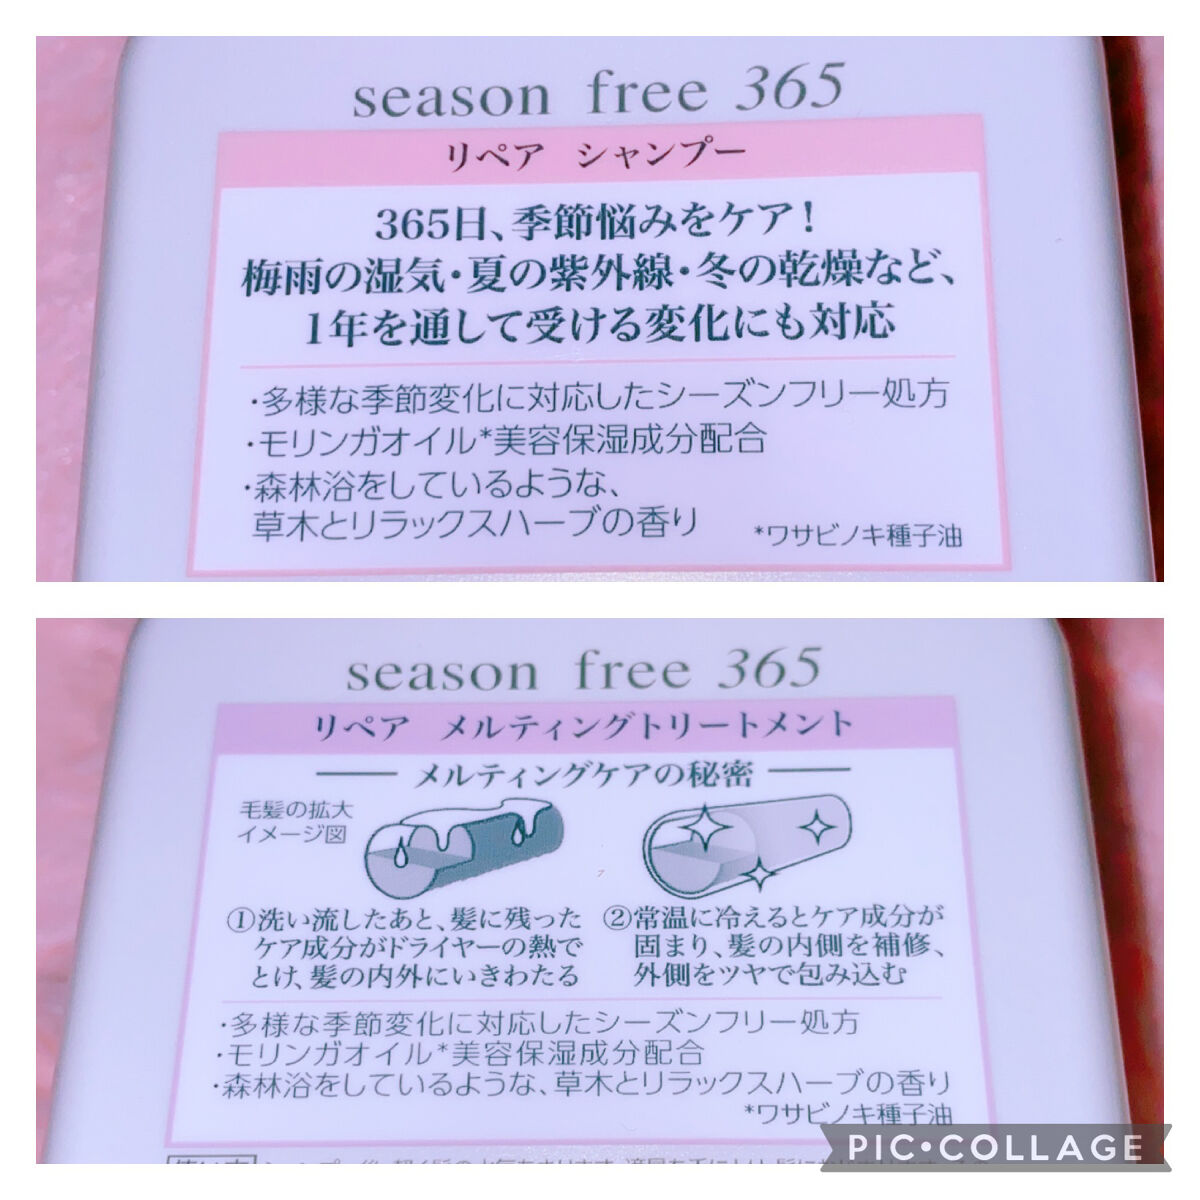 season free 365
リペア シャンプー
365日、季節悩みをケア!
梅雨の湿気・夏の紫外線・冬の乾燥など、
1年を通して受ける変化にも対応
・多様な季節変化に対応したシーズンフリー処方
・モリンガオイル*美容保湿成分配合
・森林浴をしているような、
草木とリラックスハーブの香り
*ワサビノキ種子油
season free 365
リペア メルティングトリートメント
メルティングケアの秘密
毛髪の拡大
イメージ図
①洗い流したあと、髪に残った
ケア成分がドライヤーの熱で
とけ、髪の内外にいきわたる
②常温に冷えるとケア成分が
固まり、髪の内側を補修、
外側をツヤで包み込む
・多様な季節変化に対応したシーズンフリー処方
・モリンガオイル*美容保湿成分配合
・森林浴をしているような、草木とリラックスハーブの香り
*ワサビノキ種子油
PIC•COLLAGE